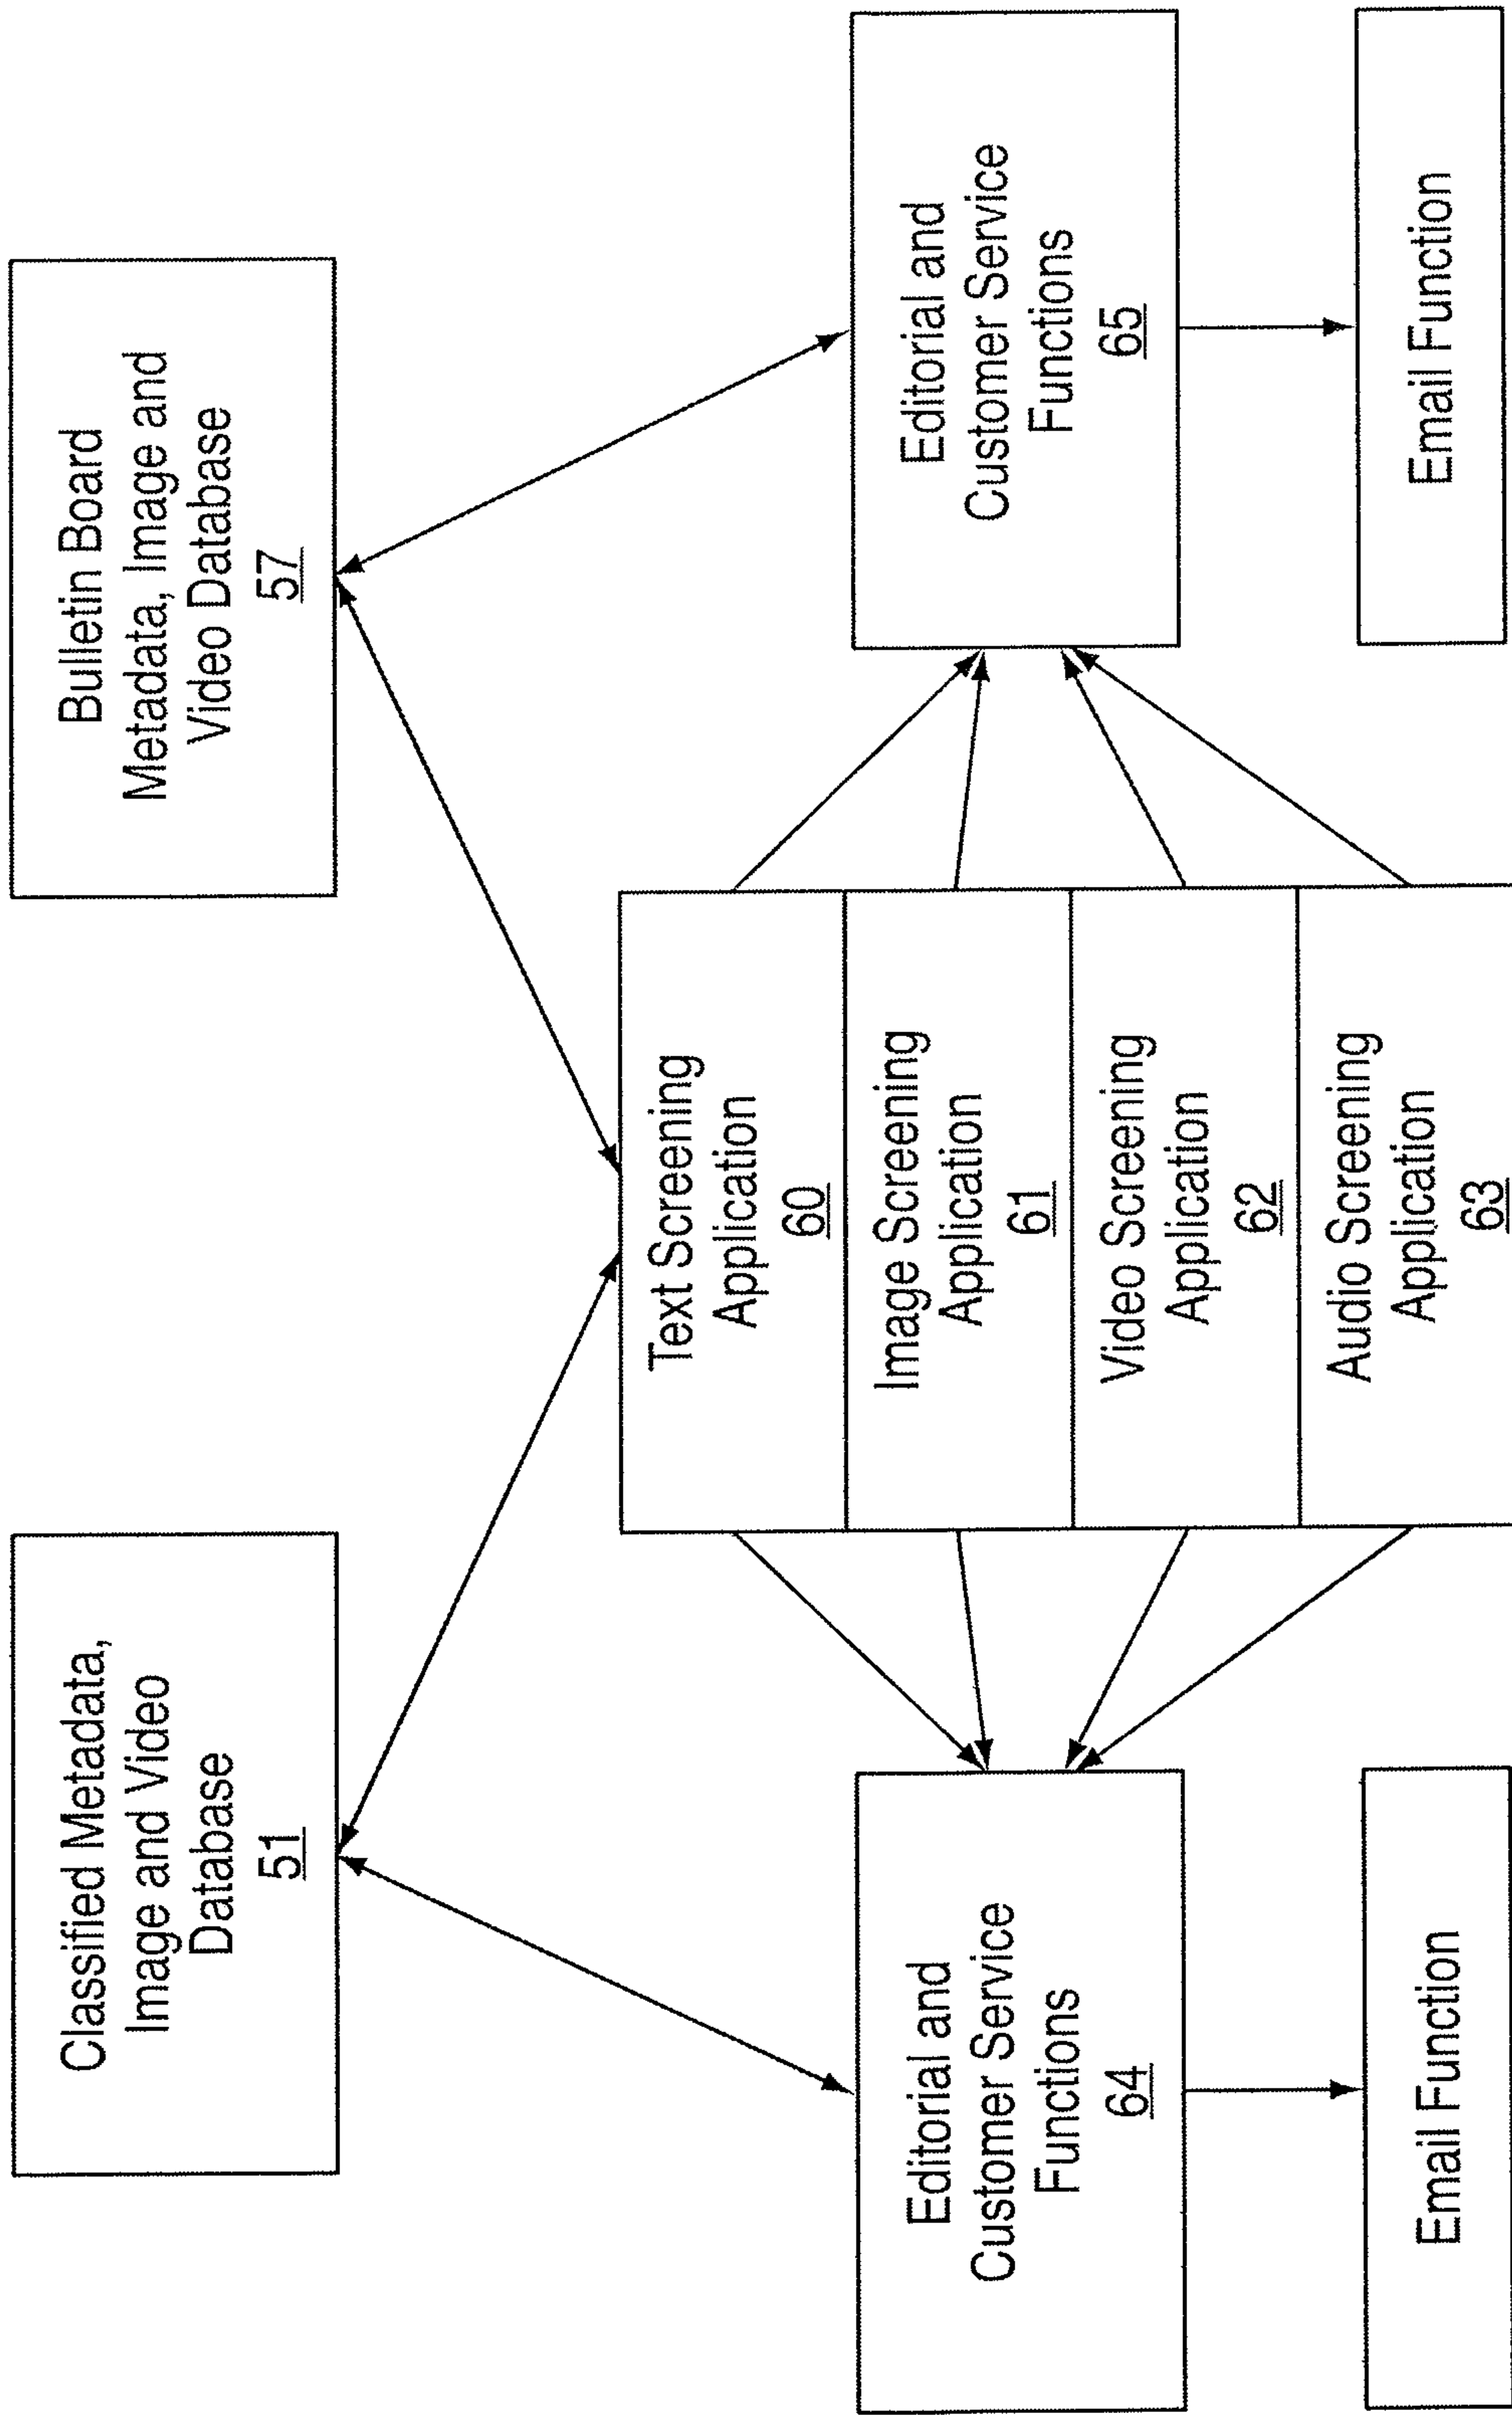 Classified Metadata,
Image and Video
Database
51
Bulletin Board
Metadata, Image and
Video Database
57
Text Screening
Application
60
Image Screening
Application
61
Video Screening
Application
62
Audio Screening
Application
63
Editorial and
Customer Service
Functions
64
Editorial and
Customer Service
Functions
65
Email Function
Email Function